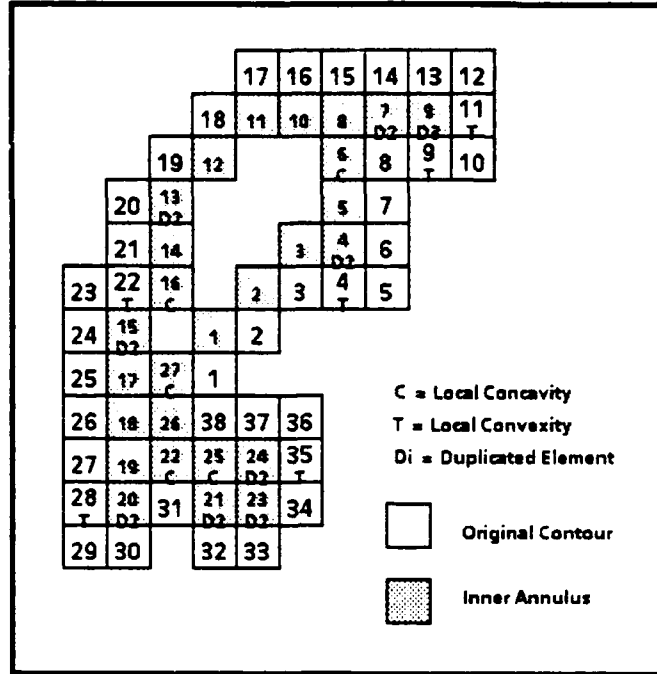 17 16 15 14 13 12
18 11 10 8 7 9 11
D2 D3 T
19 12 6 8 9 10
C T
20 13 5 7
D2
21 14 3 4 6
D2
23 22 16 2 3 4 5
T C T
24 15 1 2
D2
25 17 27 1
C
26 18 26 38 37 36
27 19 22 25 24 35
C C D2 T
28 20 31 21 23 34
T D2 D2 D2
29 30 32 33
C = Local Concavity
T = Local Convexity
Di = Duplicated Element
Original Contour
Inner Annulus